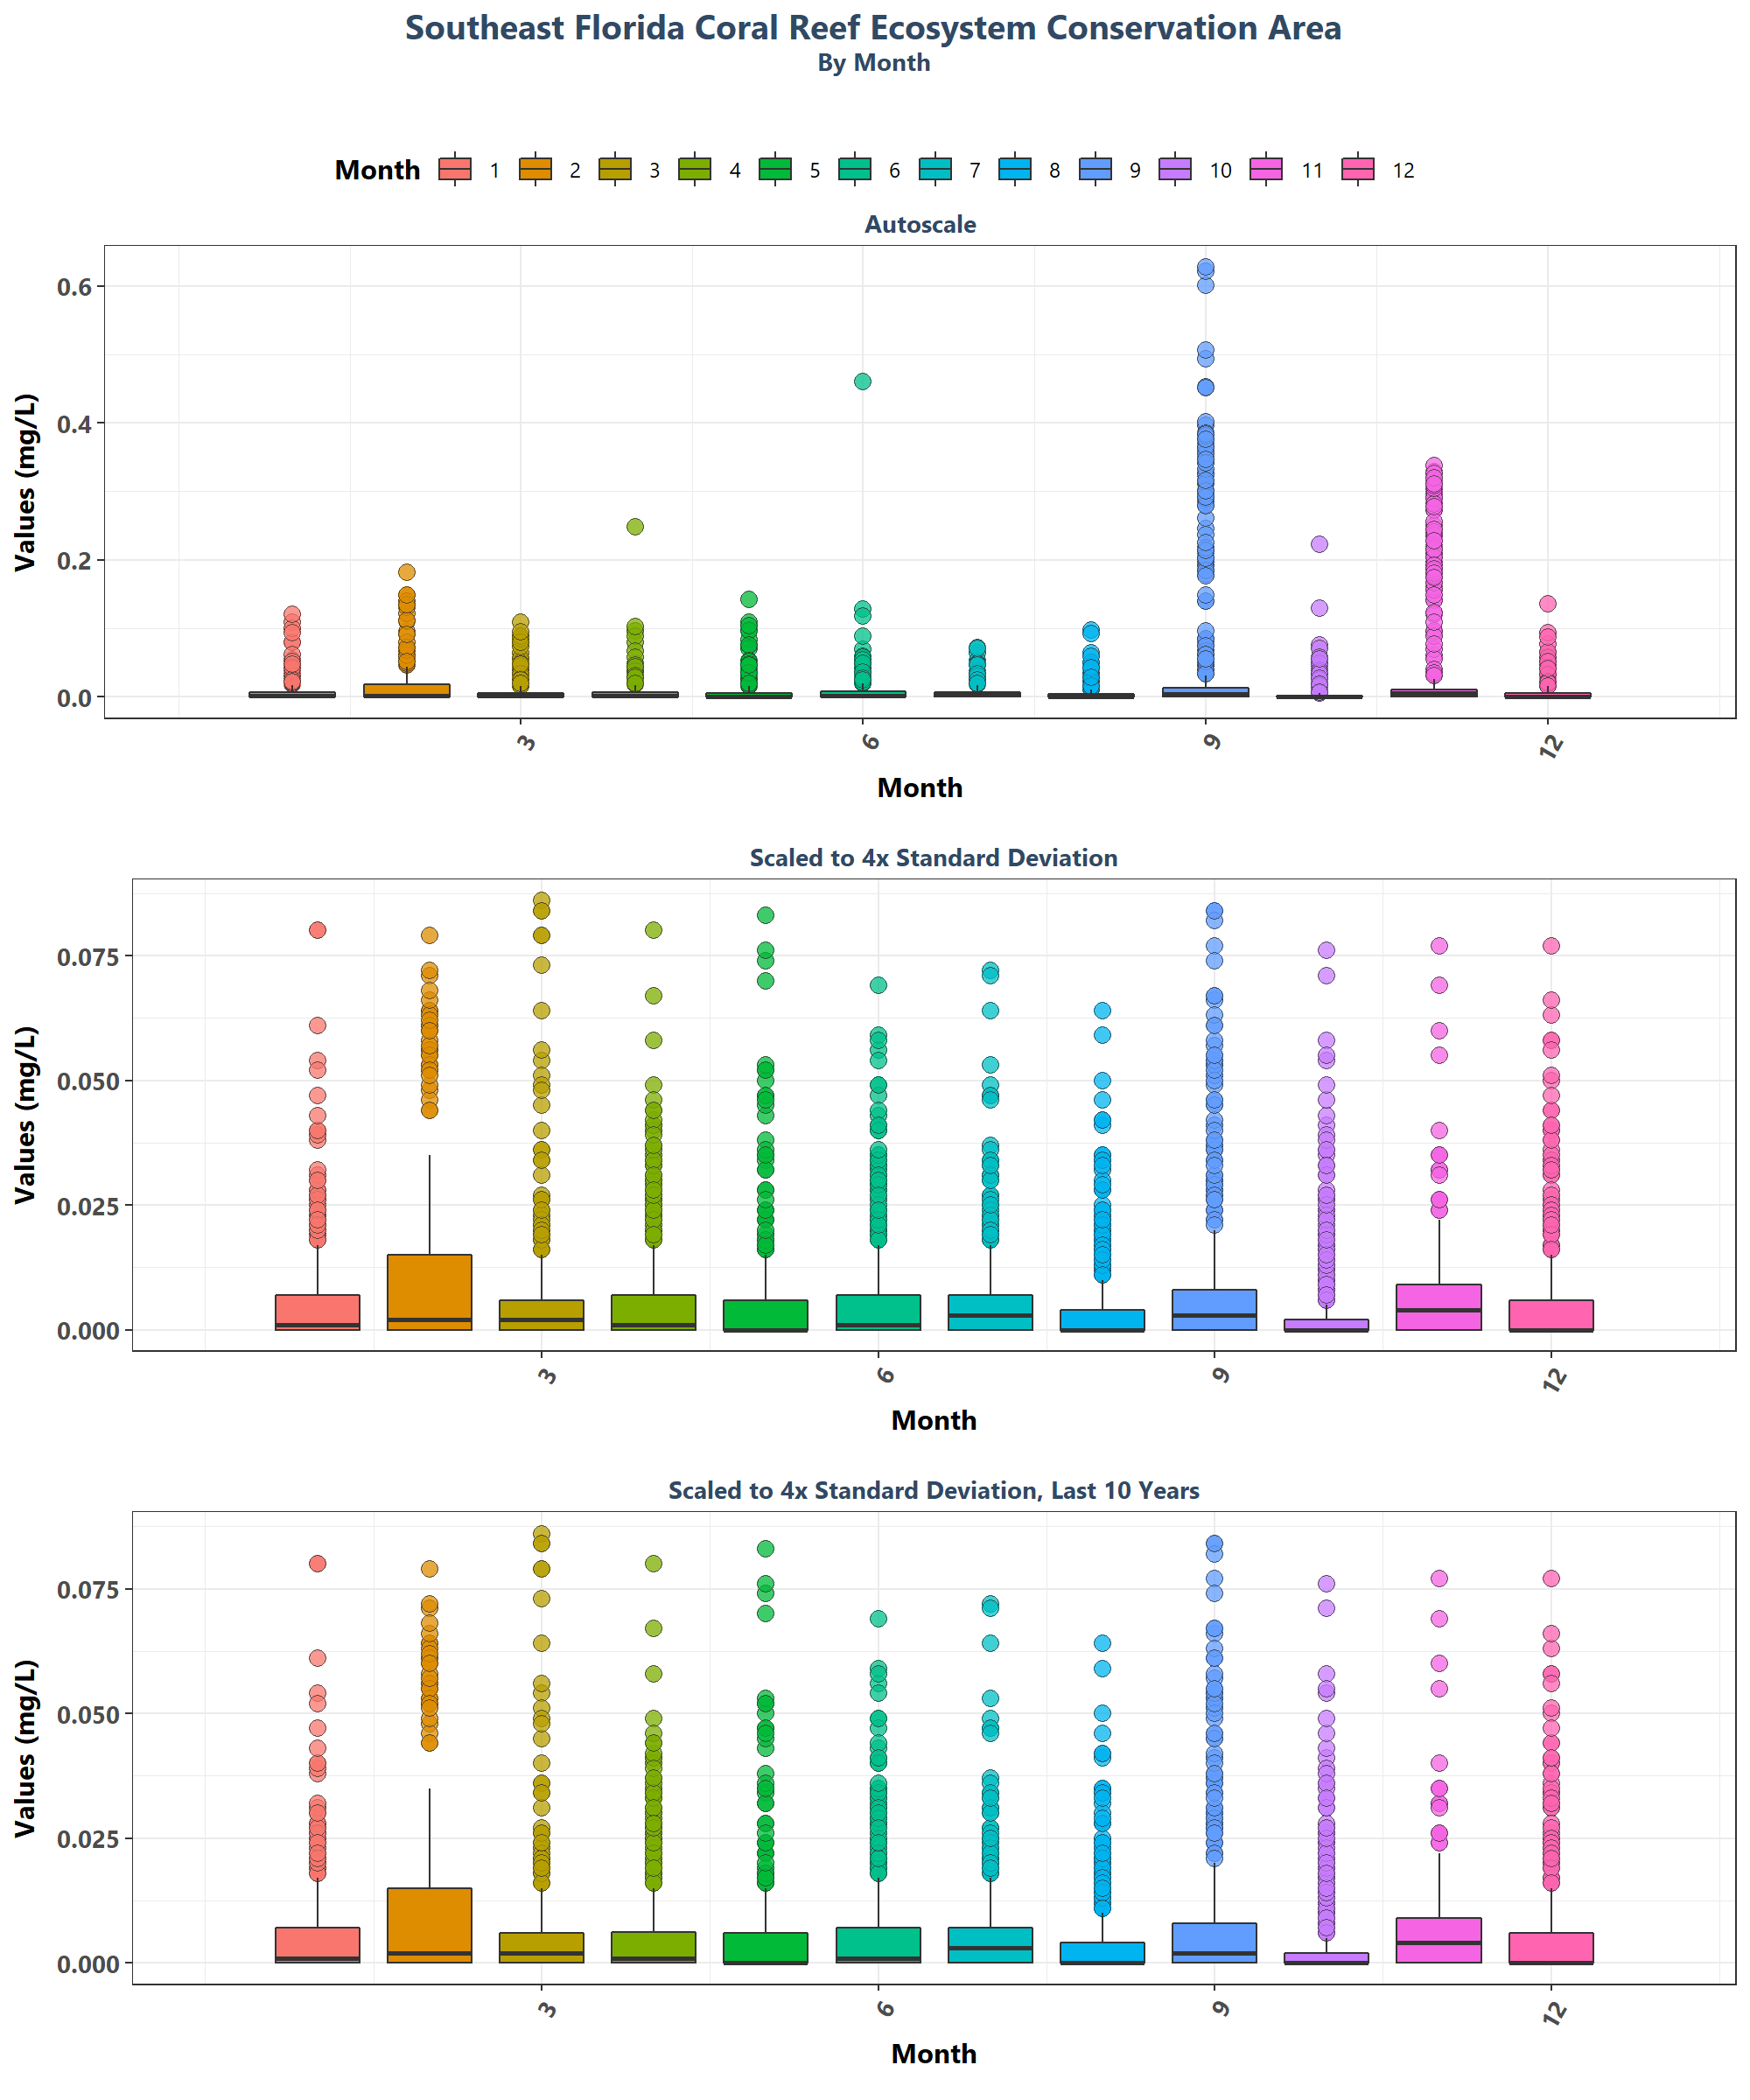 Southeast Florida Coral Reef Ecosystem Conservation Area
By Month
Month 1 2 3 4 5 6 7 8 9 10 11 12
Autoscale
Values (mg/L)
0.6
0.4
0.2
0.0
3 6 9 12
Month
Scaled to 4x Standard Deviation
Values (mg/L)
0.075
0.050
0.025
0.000
3 6 9 12
Month
Scaled to 4x Standard Deviation, Last 10 Years
Values (mg/L)
0.075
0.050
0.025
0.000
3 6 9 12
Month